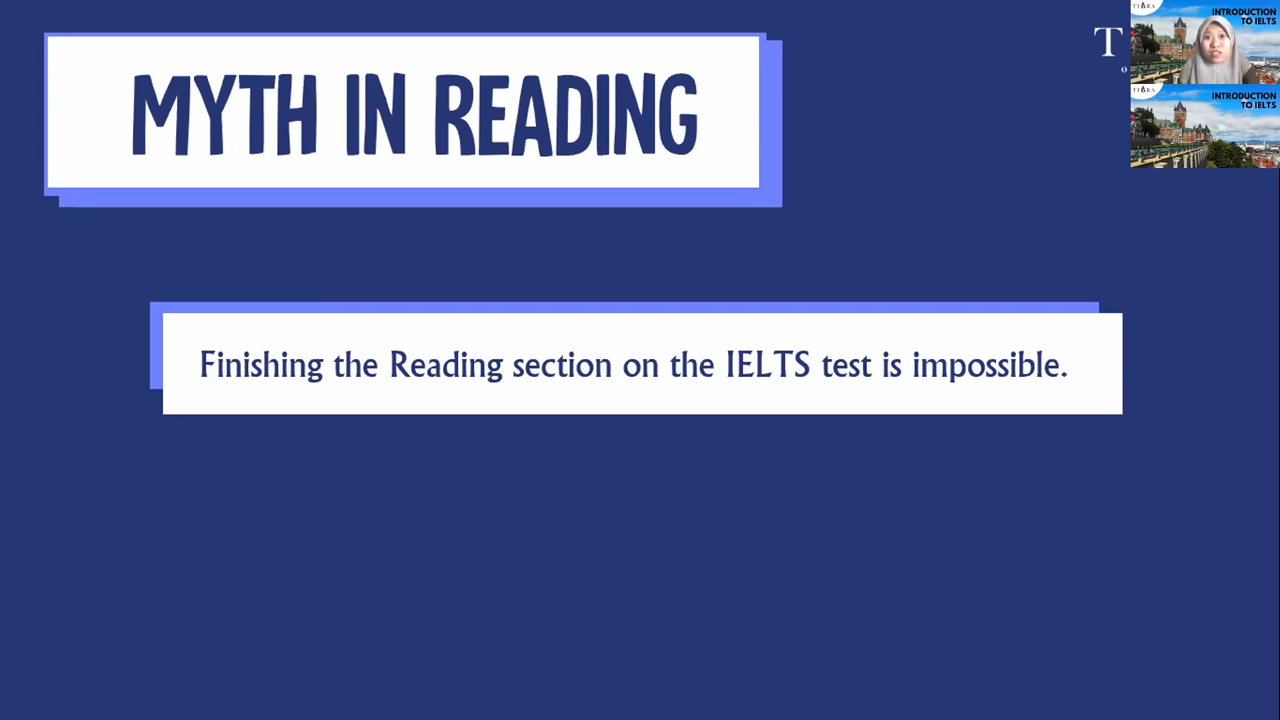 MYTH IN READING
Finishing the Reading section on the IELTS test is impossible.
T
INTRODUCTION
TO IELTS
INTRODUCTION
TO IELTS